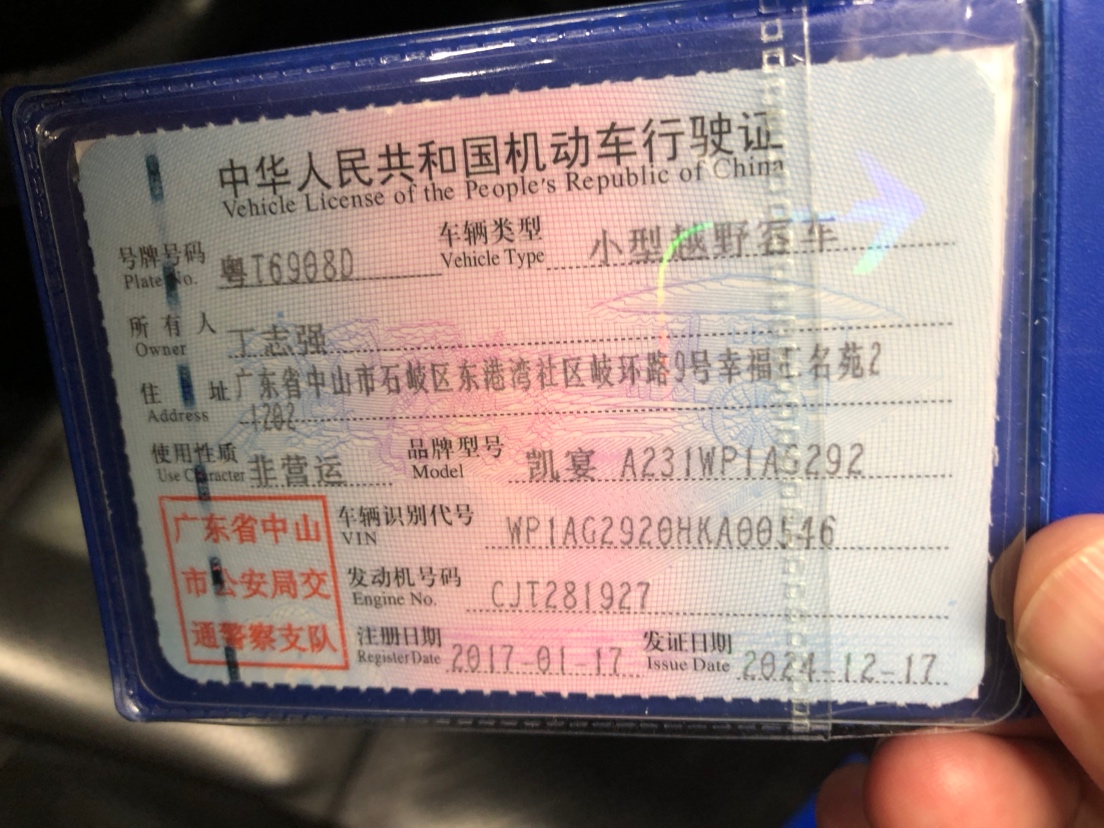 中华人民共和国机动车行驶证
Vehicle License of the People's Republic of China
号牌号码 粤T6908D 车辆类型 小型越野客车
Plate No. Vehicle Type
所有人 丁志强
Owner
住址 广东省中山市石岐区东港湾社区岐环路9号幸福汇名苑2
Address -1202
使用性质 非营运 品牌型号 凯宴 A231WP1AG292
Use Character Model
车辆识别代号 WP1AG2920HKA00546
VIN
发动机号码 CJT281927
Engine No.
注册日期 2017-01-17 发证日期 2024-12-17
Register Date Issue Date
广东省中山
市公安局交
通警察支队